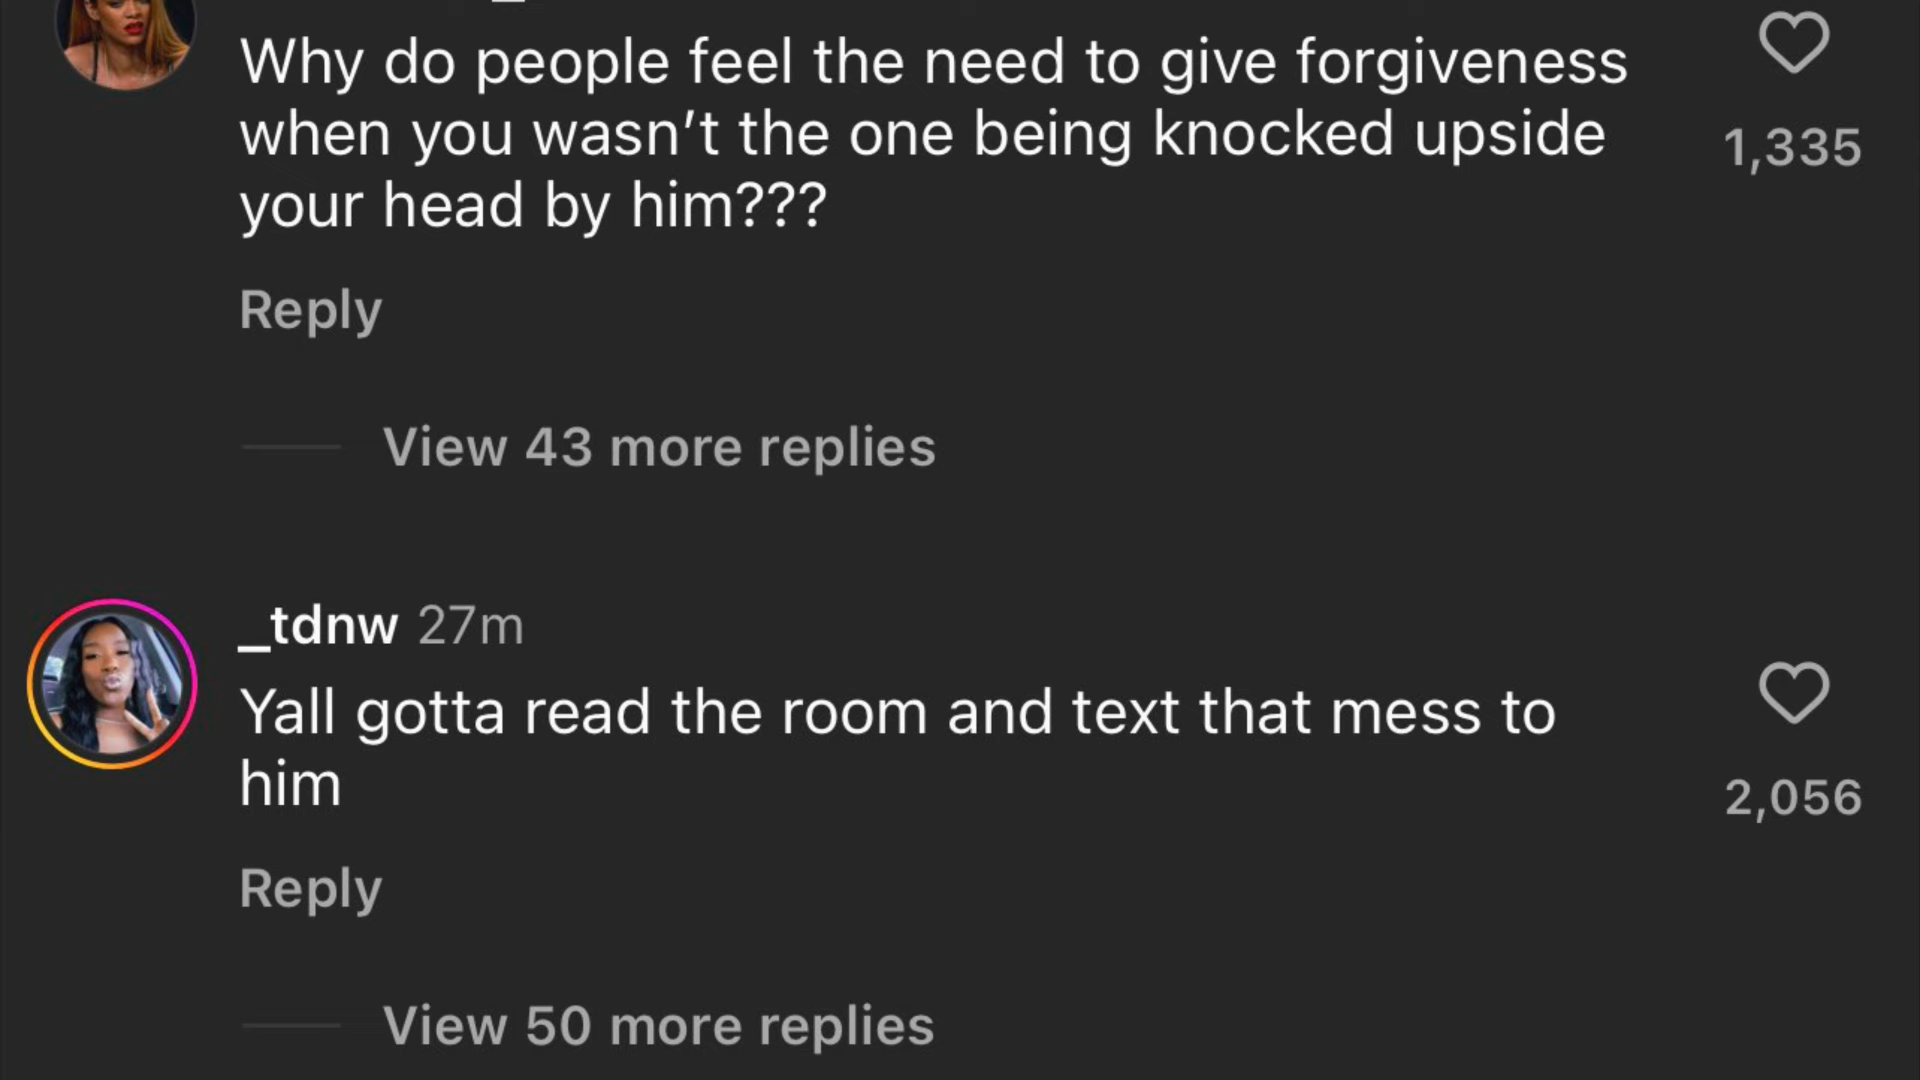 Why do people feel the need to give forgiveness
when you wasn’t the one being knocked upside
your head by him???
1,335
Reply
View 43 more replies
_tdnw 27m
Yall gotta read the room and text that mess to
him
2,056
Reply
View 50 more replies